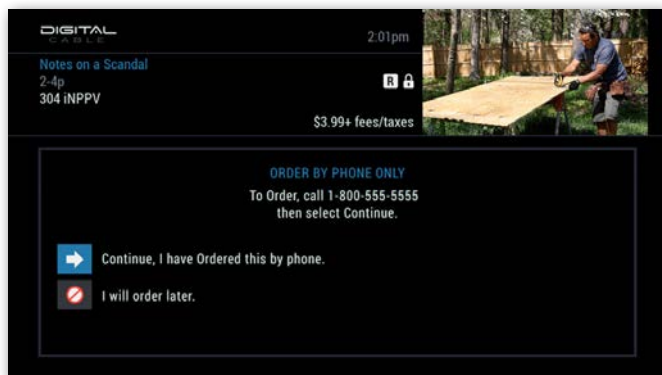 DIGITAL
CABLE
2:01pm
Notes on a Scandal
2-4p
R
304 iNPPV
$3.99+ fees/taxes
ORDER BY PHONE ONLY
To Order, call 1-800-555-5555
then select Continue.
Continue, I have Ordered this by phone.
I will order later.